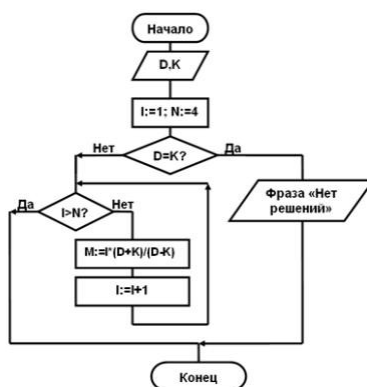 Начало
D,K
I:=1; N:=4
Нет
D=K?
Да
Фраза «Нет
решений»
Да
I>N?
Нет
M:=I*(D+K)/(D-K)
I:=I+1
Конец